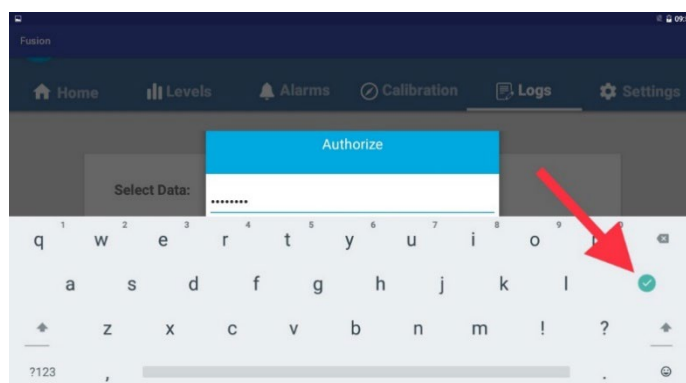 09:
Fusion
Home Levels Alarms Calibration Logs Settings
Authorize
Select Data: ••••••••
1 2 3 4 5 6 7 8 9
q w e r t y u i o
a s d f g h j k l
z x c v b n m ! ?
?123 , .